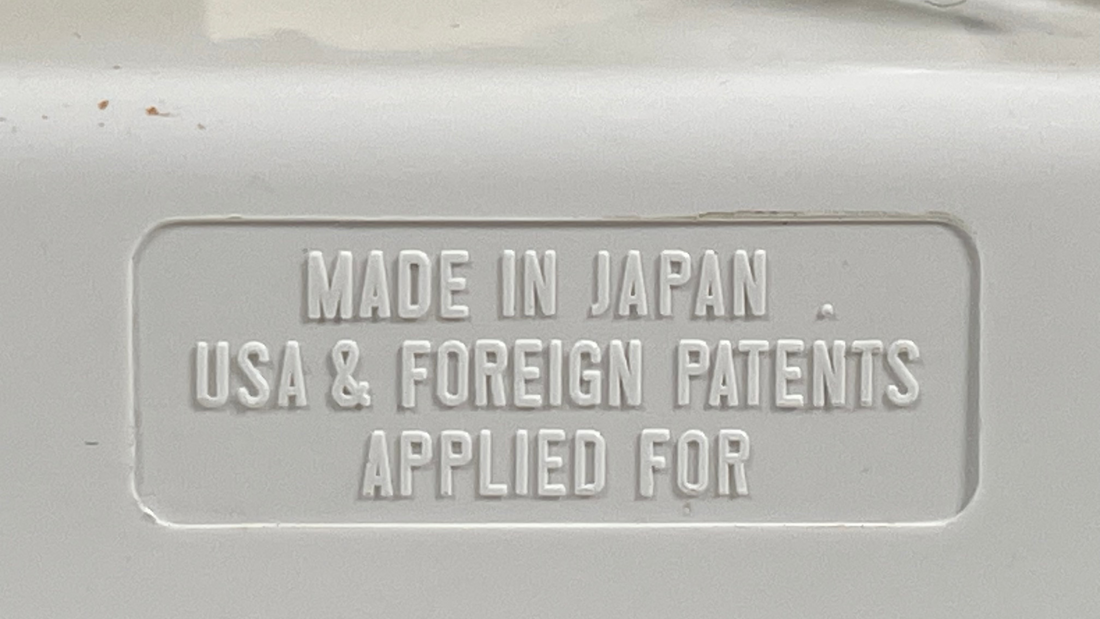 MADE IN JAPAN .
USA & FOREIGN PATENTS
APPLIED FOR